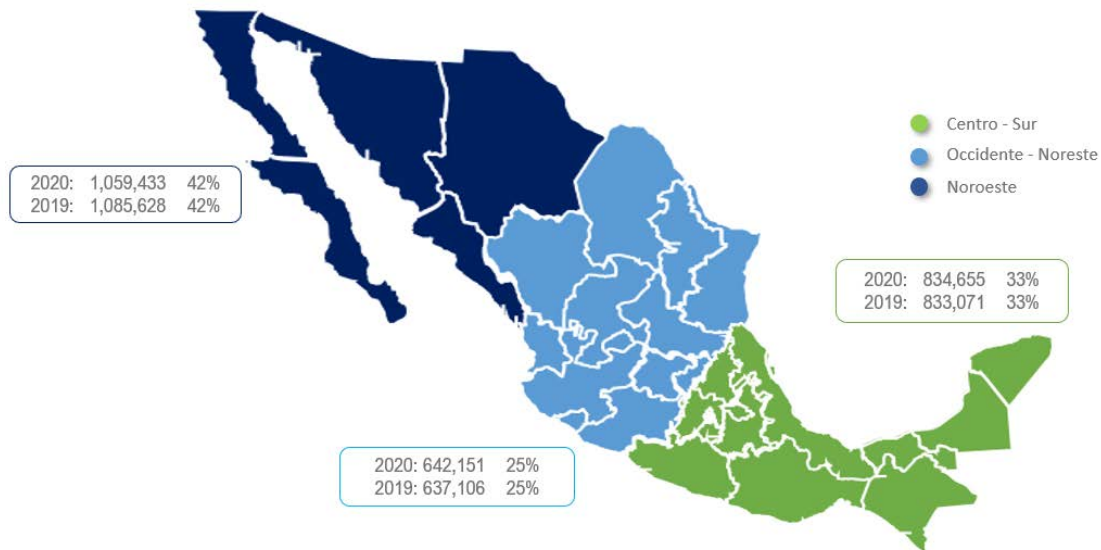 Centro - Sur
Occidente - Noreste
Noroeste
2020: 1,059,433 42%
2019: 1,085,628 42%
2020: 834,655 33%
2019: 833,071 33%
2020: 642,151 25%
2019: 637,106 25%